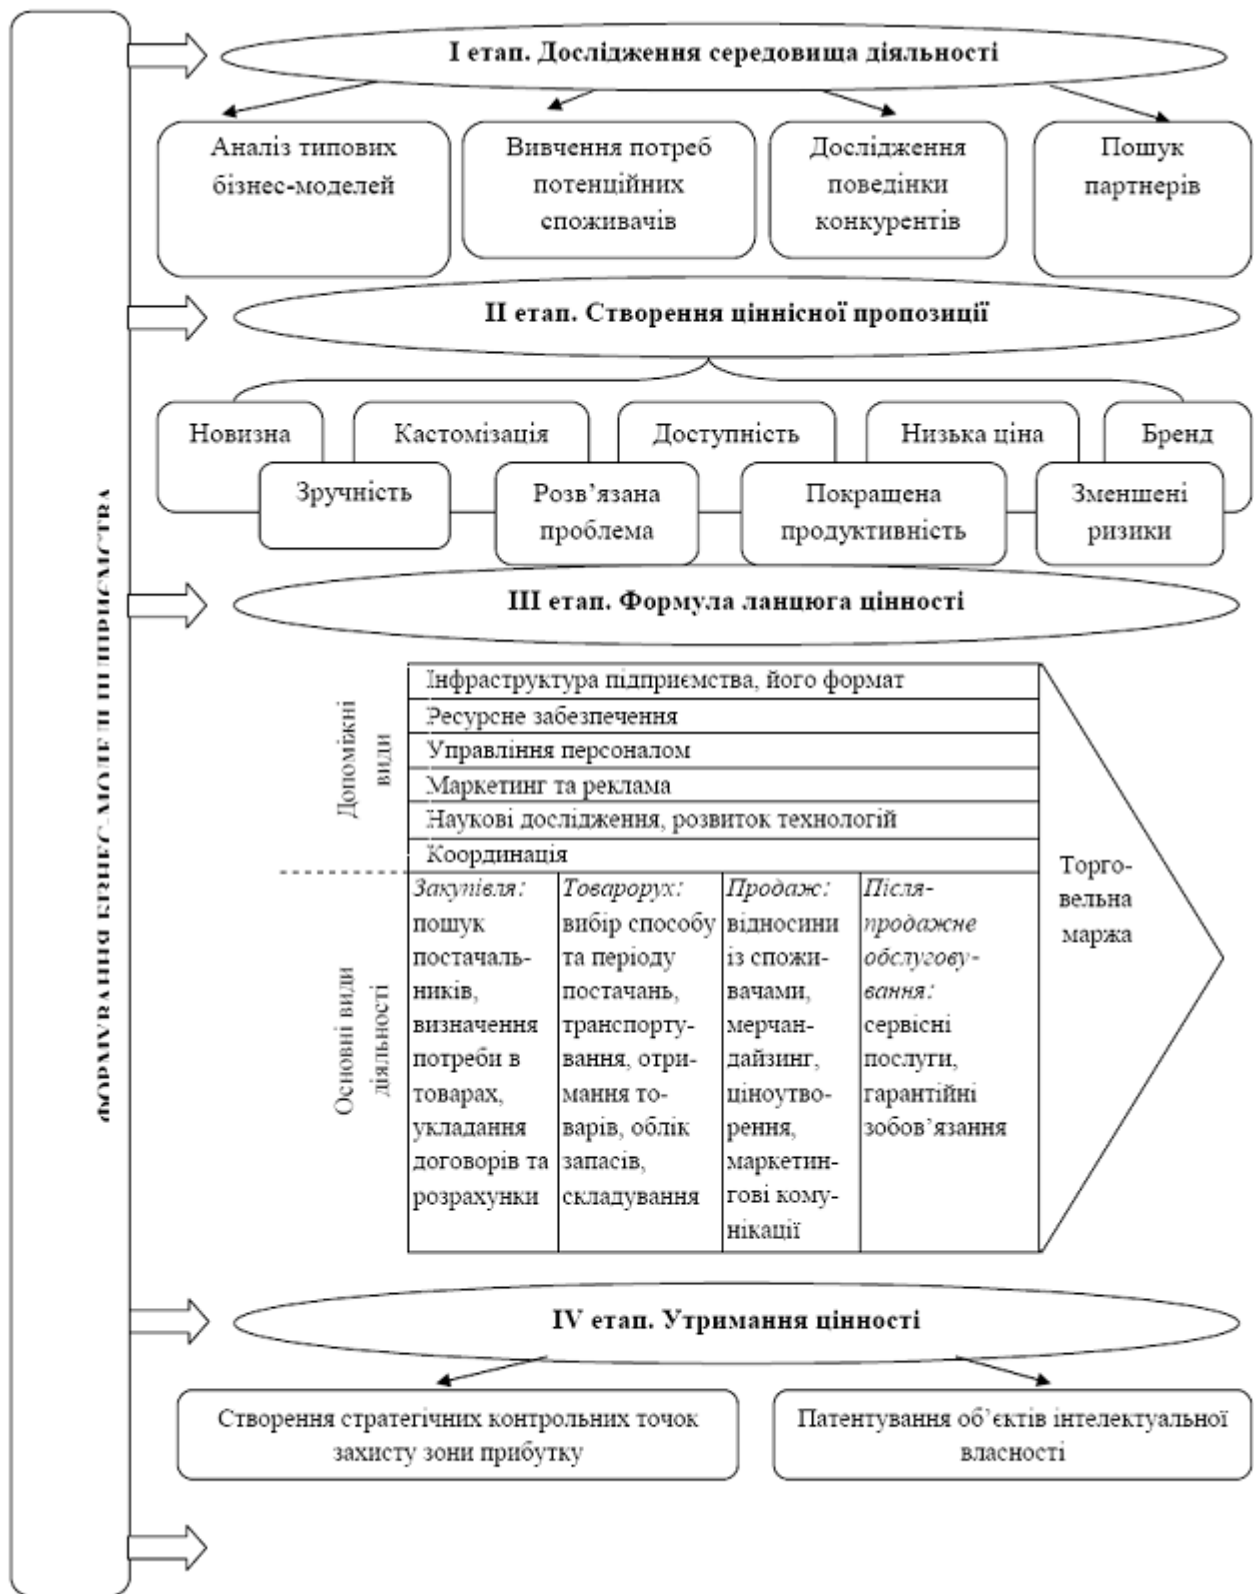 I етап. Дослідження середовища діяльності
Аналіз типових
бізнес-моделей
Вивчення потреб
потенційних
споживачів
Дослідження
поведінки
конкурентів
Пошук
партнерів
II етап. Створення ціннісної пропозиції
Новизна
Кастомізація
Доступність
Низька ціна
Бренд
Зручність
Розв’язана
проблема
Покращена
продуктивність
Зменшені
ризики
III етап. Формула ланцюга цінності
Допоміжні
види
Інфраструктура підприємства, його формат
Ресурсне забезпечення
Управління персоналом
Маркетинг та реклама
Наукові дослідження, розвиток технологій
Координація
Основні види
діяльності
Закупівля:
пошук
постачаль-
ників,
визначення
потреби в
товарах,
укладання
договорів та
розрахунки
Товарорух:
вибір способу
та періоду
постачань,
транспорту-
вання, отри-
мання то-
варів, облік
запасів,
складування
Продаж:
відносини
із спожи-
вачами,
мерчан-
дайзинг,
ціноутво-
рення,
маркетин-
гові кому-
нікації
Після-
продажне
обслугову-
вання:
сервісні
послуги,
гарантійні
зобов’язання
Торго-
вельна
маржа
IV етап. Утримання цінності
Створення стратегічних контрольних точок
захисту зони прибутку
Патентування об’єктів інтелектуальної
власності